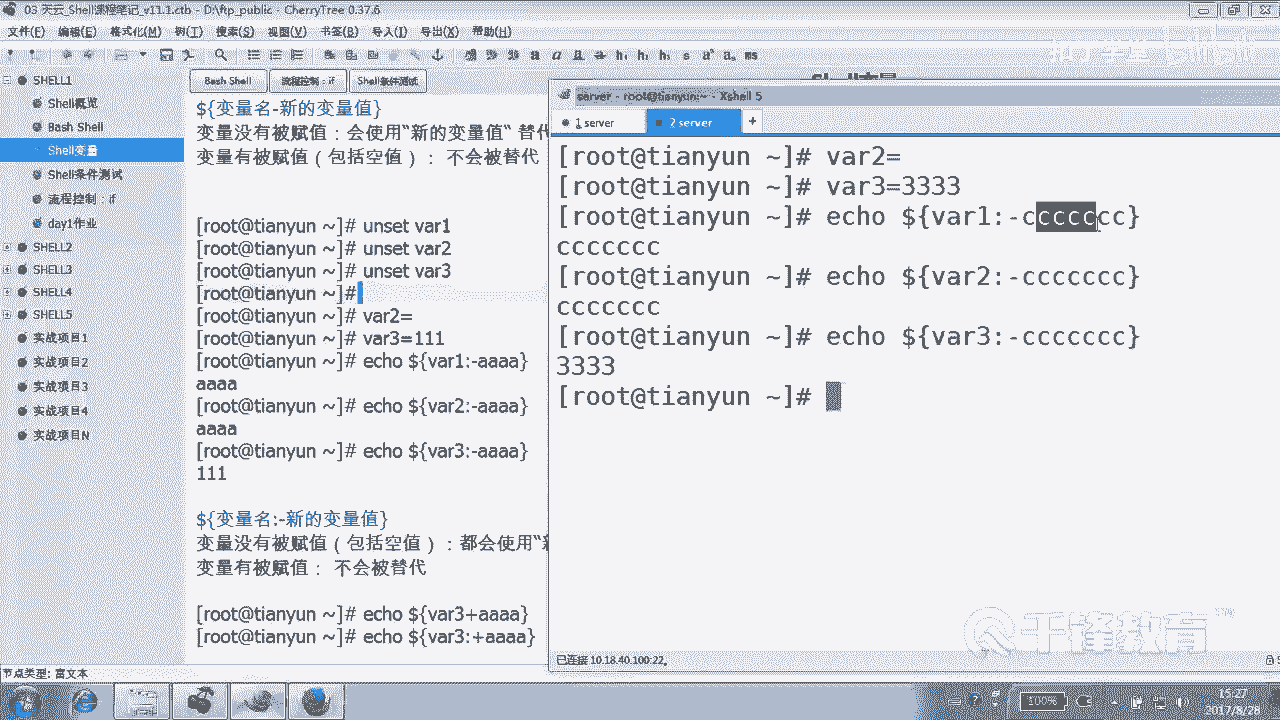 03 天云_Shell课程笔记_v11.1.ctb - D:\ftp_public - CherryTree 0.37.6
文件(F) 编辑(E) 格式化(M) 树(T) 搜索(S) 视图(V) 书签(B) 导入(I) 导出(X) 帮助(H)
SHELL1
Shell概览
Bash Shell
Shell变量
Shell条件测试
流程控制：if
day1作业
SHELL2
SHELL3
SHELL4
SHELL5
实战项目1
实战项目2
实战项目3
实战项目4
实战项目N
Bash Shell
流程控制：if
Shell条件测试
${变量名-新的变量值}
变量没有被赋值：会使用“新的变量值“ 替代
变量有被赋值（包括空值）： 不会被替代
[root@tianyun ~]# unset var1
[root@tianyun ~]# unset var2
[root@tianyun ~]# unset var3
[root@tianyun ~]#
[root@tianyun ~]# var2=
[root@tianyun ~]# var3=111
[root@tianyun ~]# echo ${var1:-aaaa}
aaaa
[root@tianyun ~]# echo ${var2:-aaaa}
aaaa
[root@tianyun ~]# echo ${var3:-aaaa}
111
${变量名:-新的变量值}
变量没有被赋值（包括空值）：都会使用“
变量有被赋值： 不会被替代
[root@tianyun ~]# echo ${var3+aaaa}
[root@tianyun ~]# echo ${var3:+aaaa}
节点类型: 富文本
server - root@tianyun:~ - Xshell 5
1 server
2 server
+
[root@tianyun ~]# var2=
[root@tianyun ~]# var3=3333
[root@tianyun ~]# echo ${var1:-ccccccc}
ccccccc
[root@tianyun ~]# echo ${var2:-ccccccc}
ccccccc
[root@tianyun ~]# echo ${var3:-ccccccc}
3333
[root@tianyun ~]#
已连接 10.18.40.100:22。
千锋教育
100%
15:27
2017/8/28